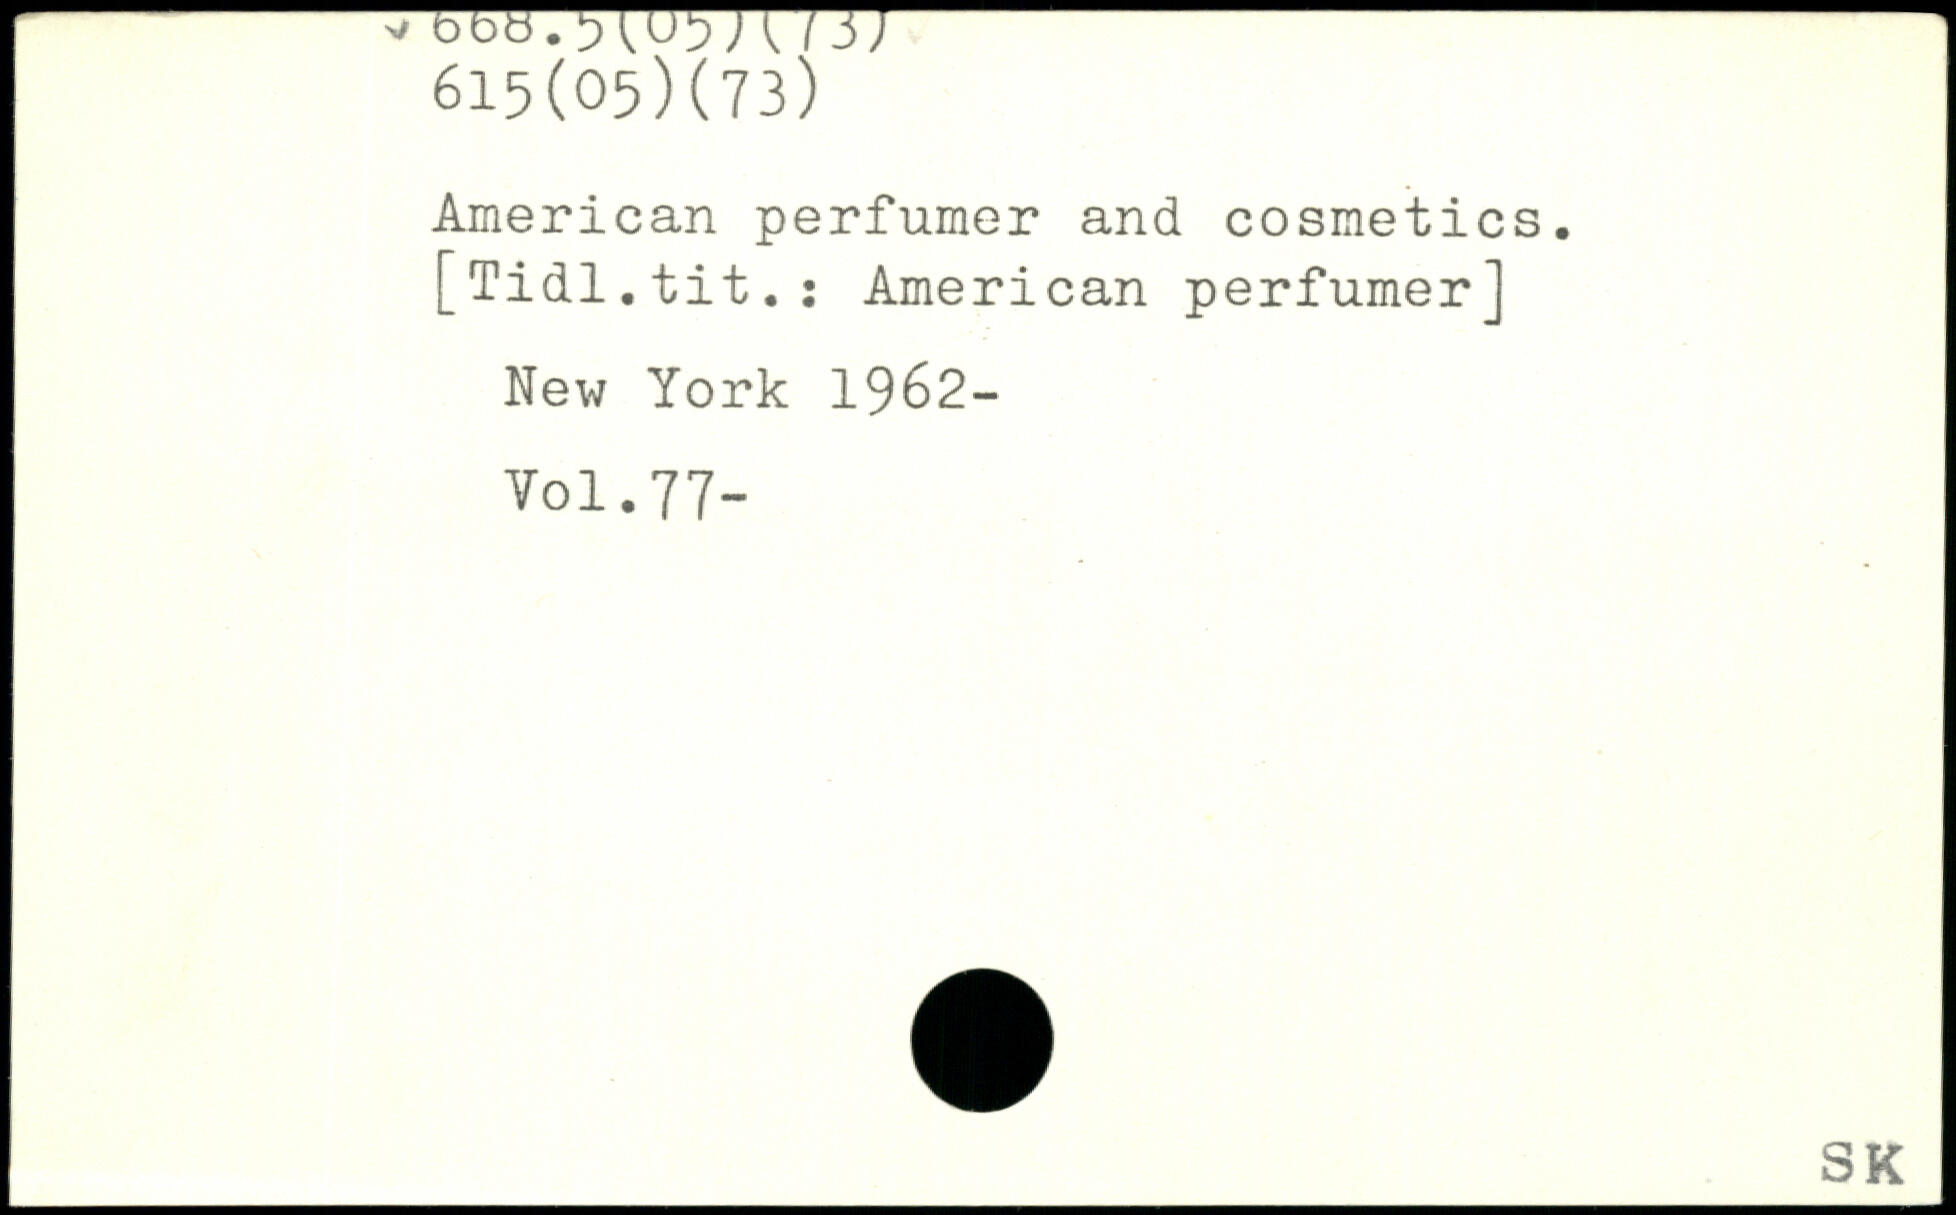 668.5(05)(73)
615(05)(73)
American perfumer and cosmetics.
[Tidl.tit.: American perfumer]
New York 1962-
Vol.77-
SK